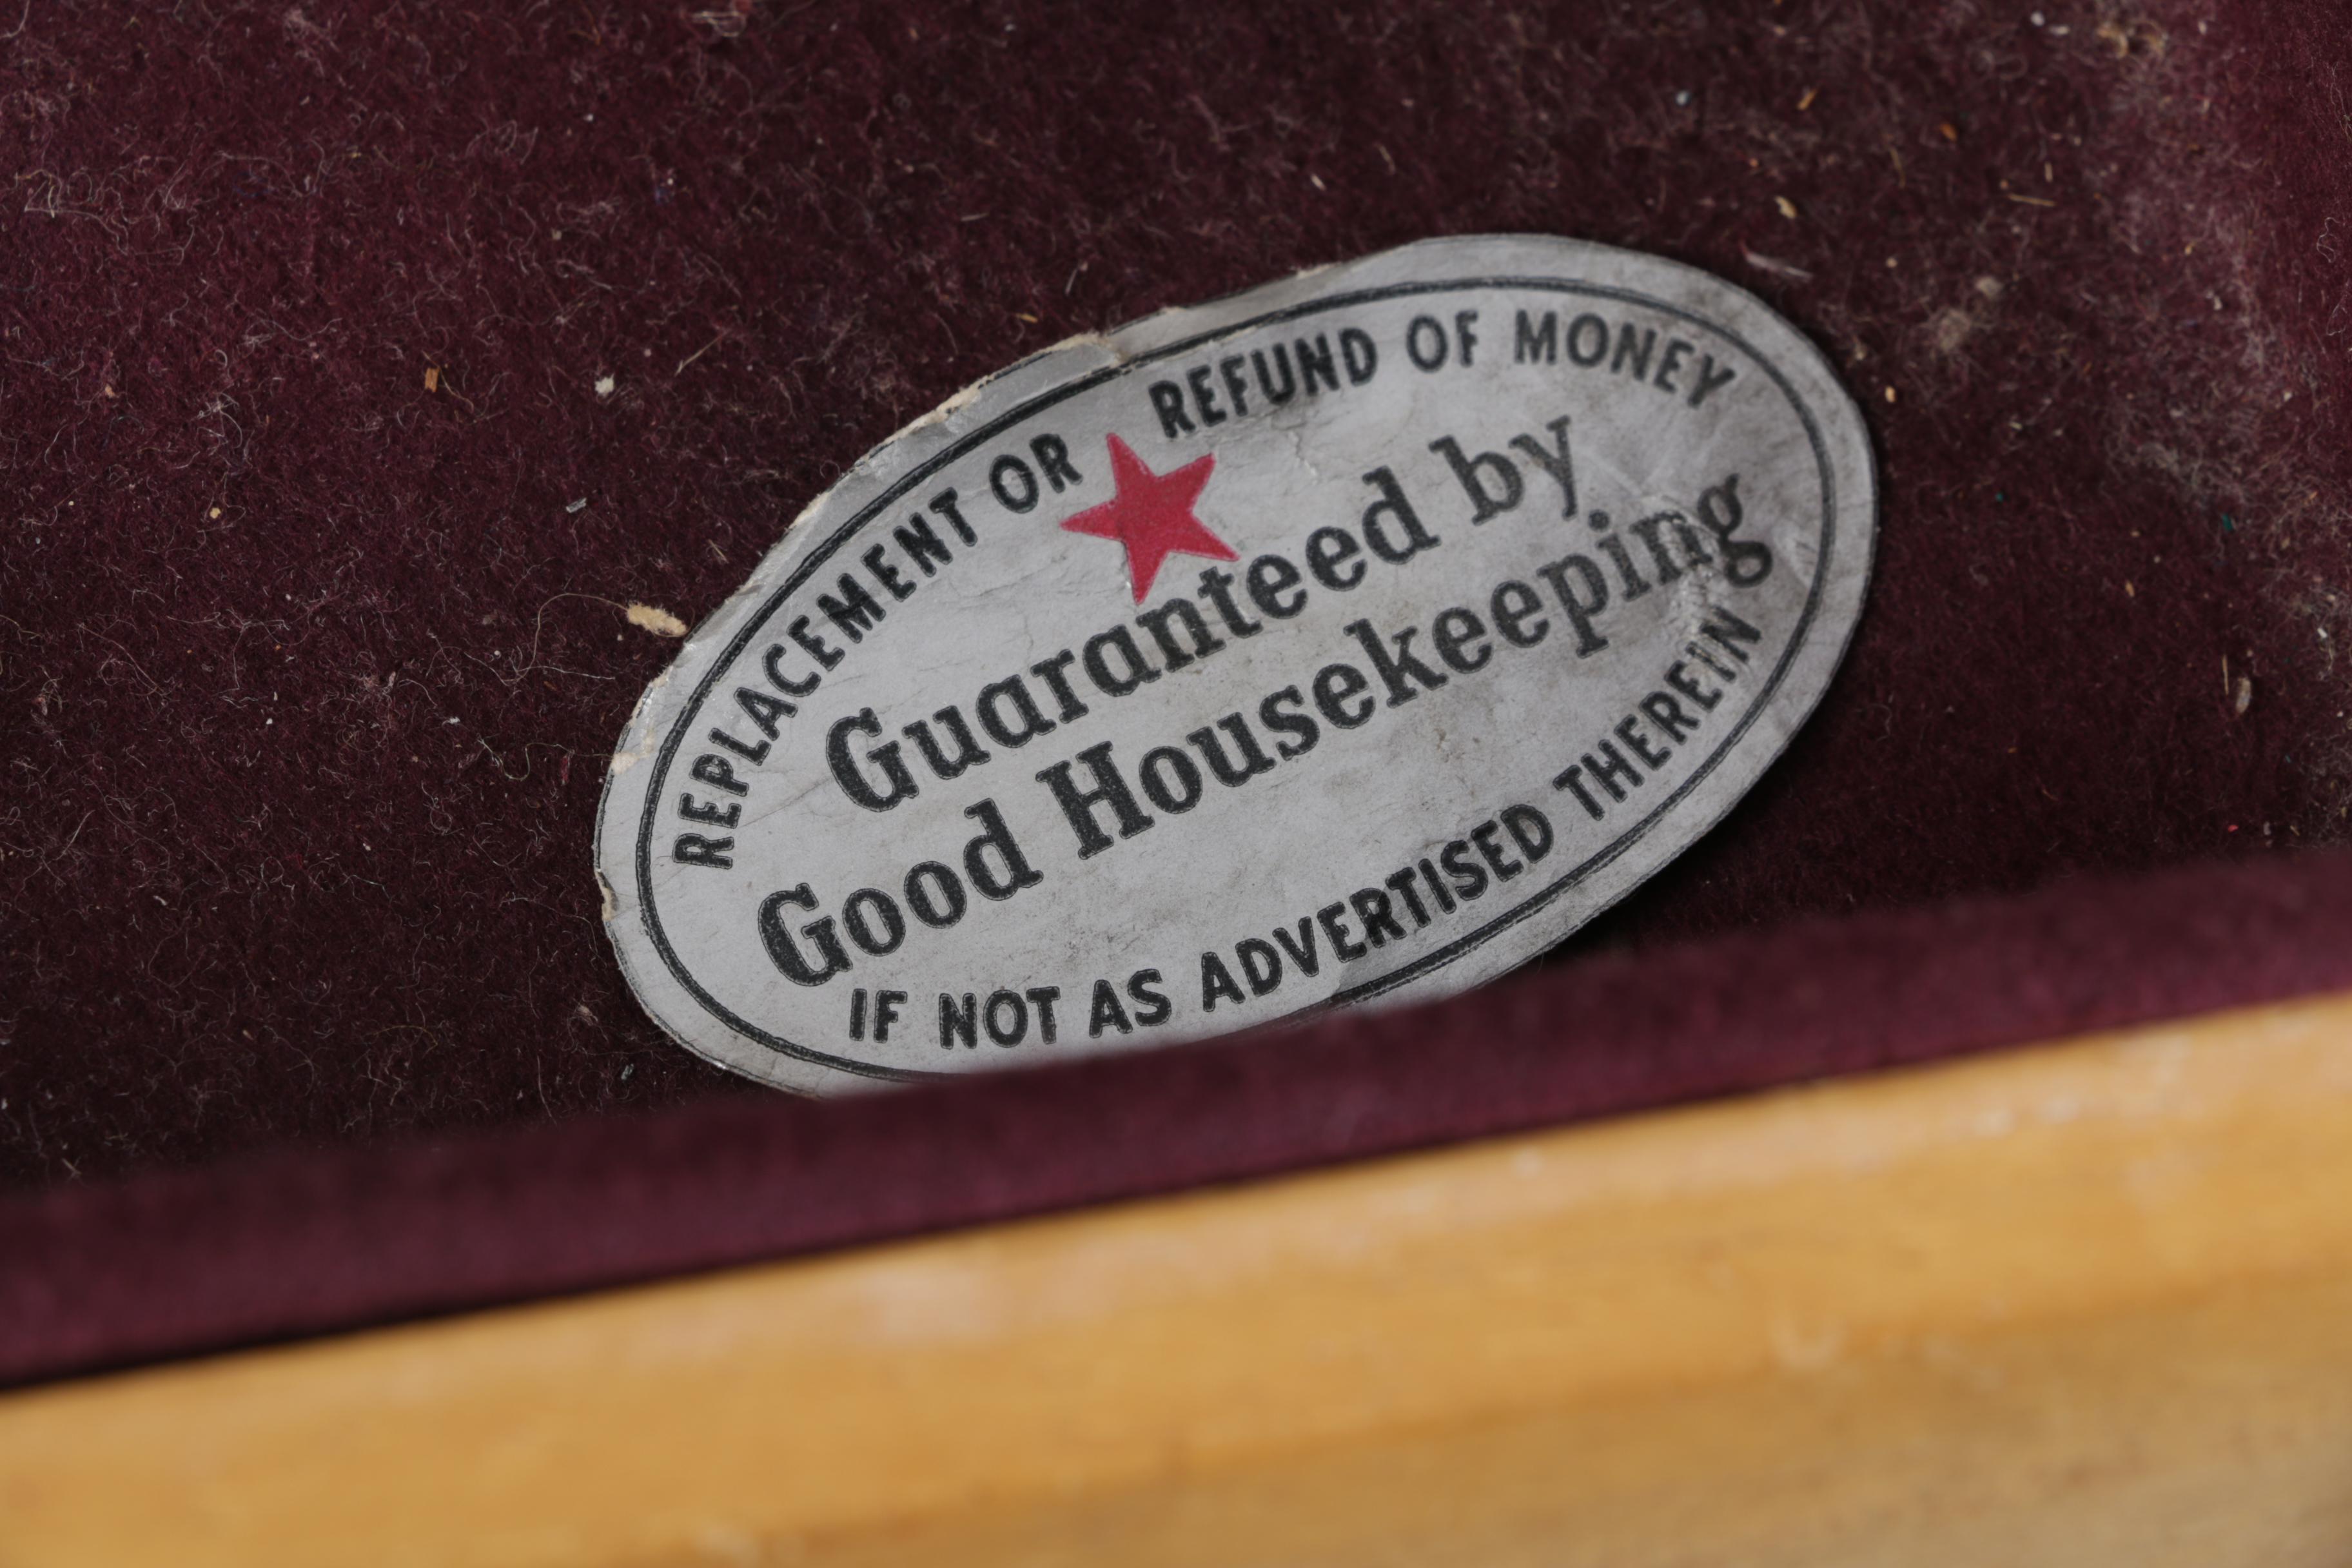 REPLACEMENT OR REFUND OF MONEY
Guaranteed by
Good Housekeeping
IF NOT AS ADVERTISED THEREIN